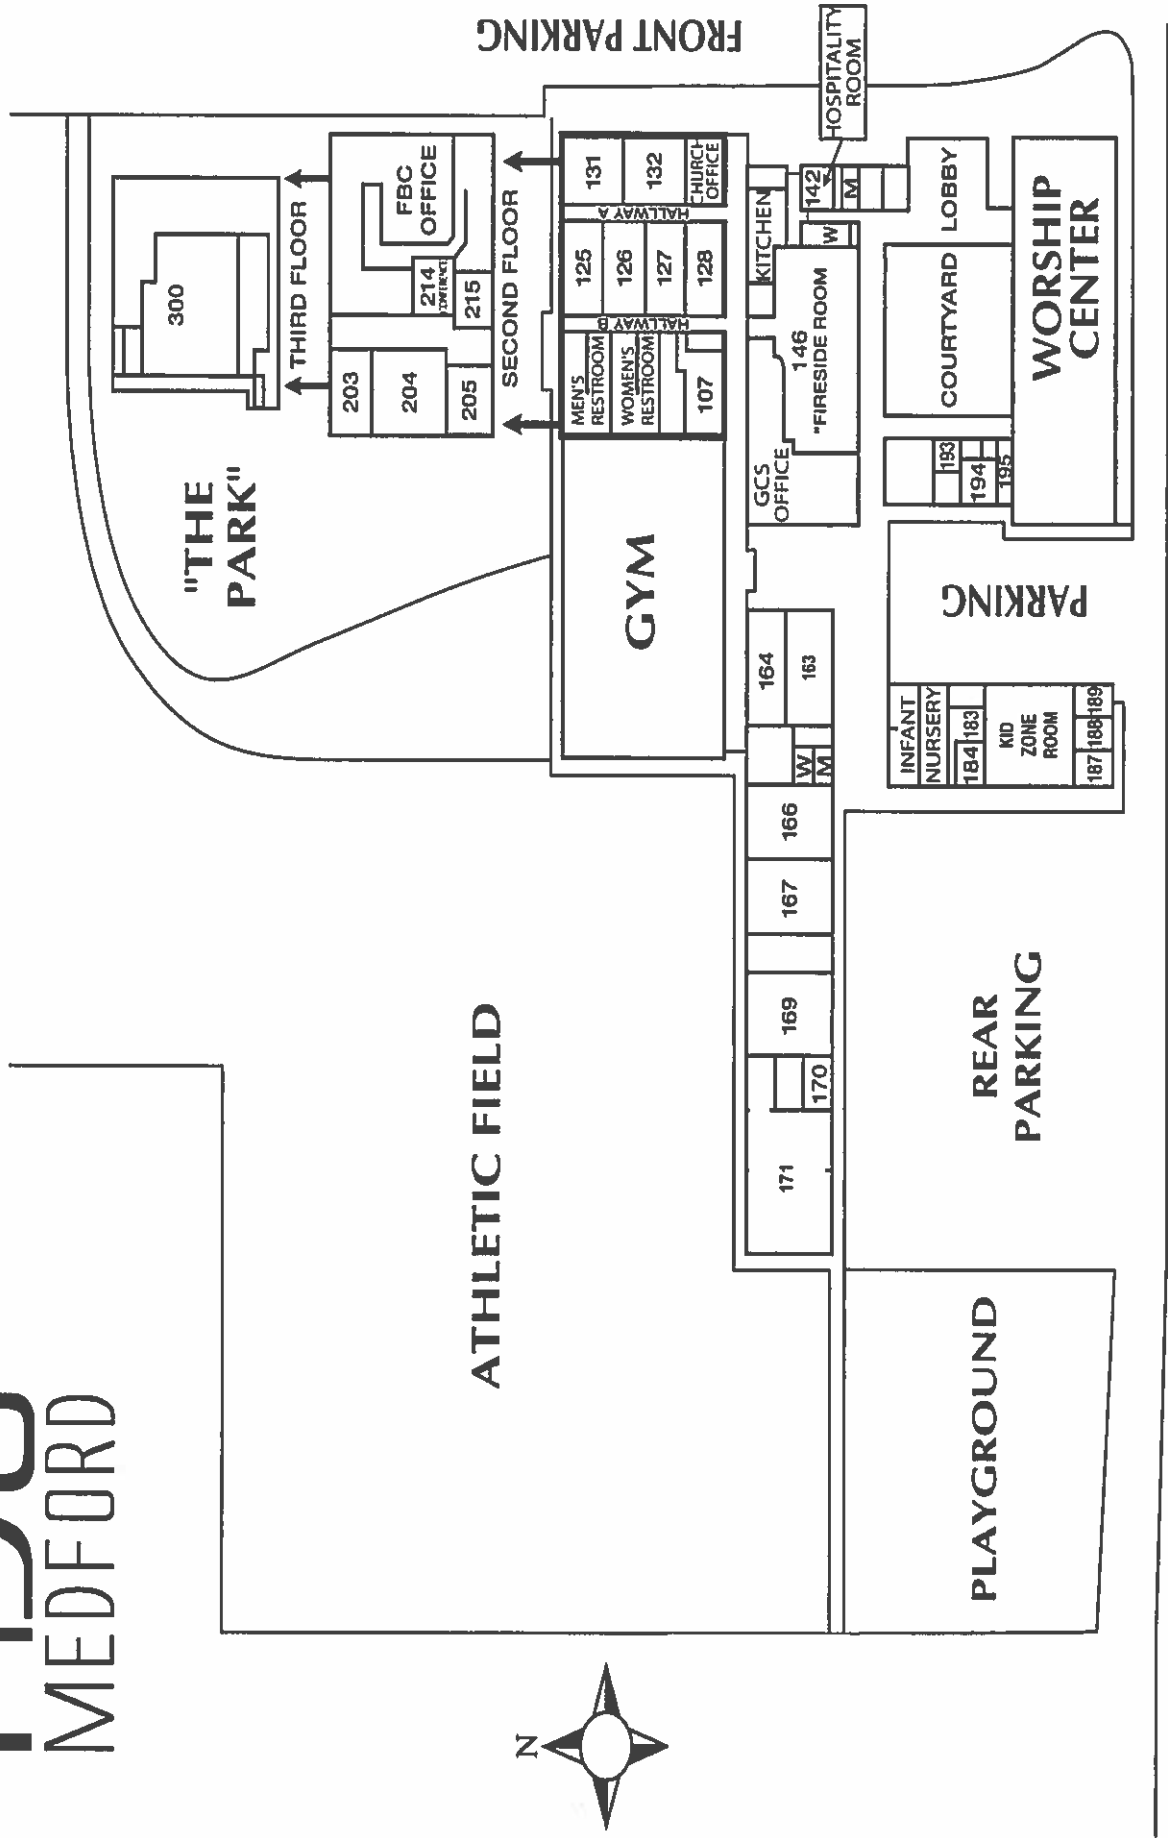 MEDFORD
N
ATHLETIC FIELD
"THE
PARK"
300
THIRD FLOOR
203
204
205
FBC
OFFICE
214
CONFERENCE
215
SECOND FLOOR
FRONT PARKING
GYM
MEN'S
RESTROOM
WOMEN'S
RESTROOM
107
HALLWAY B
125
126
127
128
HALLWAY A
131
132
CHURCH
OFFICE
171
170
169
167
166
W
M
164
163
GCS
OFFICE
146
"FIRESIDE ROOM
KITCHEN
W
142
M
HOSPITALITY
ROOM
PLAYGROUND
REAR
PARKING
INFANT
NURSERY
184
183
KID
ZONE
ROOM
187
188
189
PARKING
193
194
195
COURTYARD
LOBBY
WORSHIP
CENTER